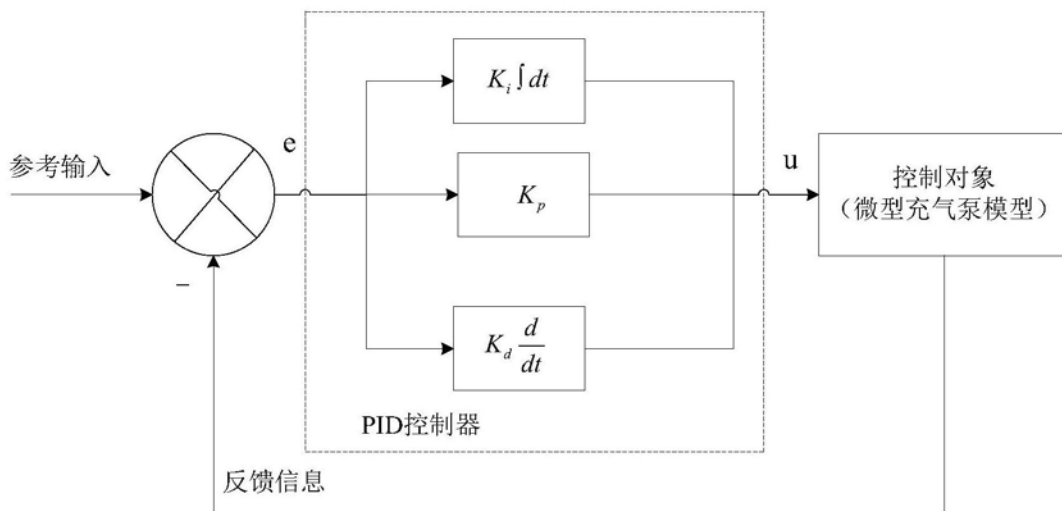 K_i ∫ dt
参考输入
e
K_p
u
控制对象
（微型充气泵模型）
−
K_d d/dt
PID控制器
反馈信息